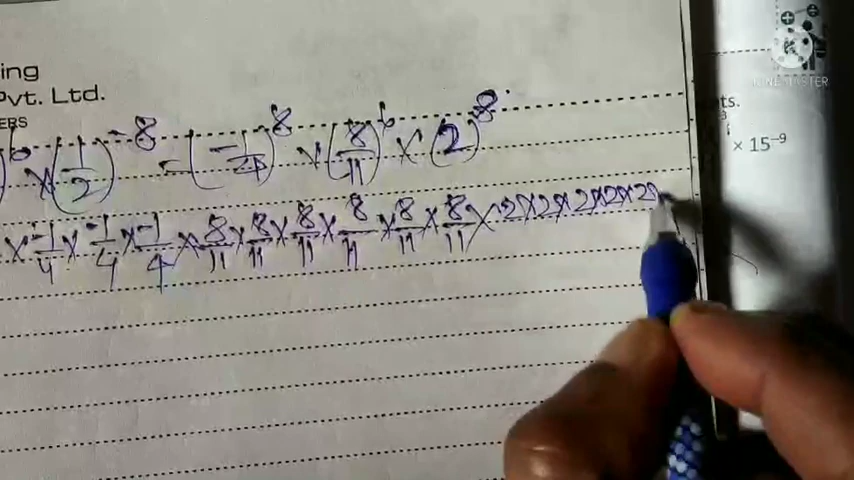 ing
Pvt. Ltd.
ERS
)⁶ × (1/2)⁻⁸ = (-1/4)⁸ × (8/11)⁶ × (2)⁸
× -1/4 × -1/4 × -1/4 × 8/11 × 8/11 × 8/11 × 8/11 × 8/11 × 8/11 × 2×2×2×2×2
× 15⁻⁹